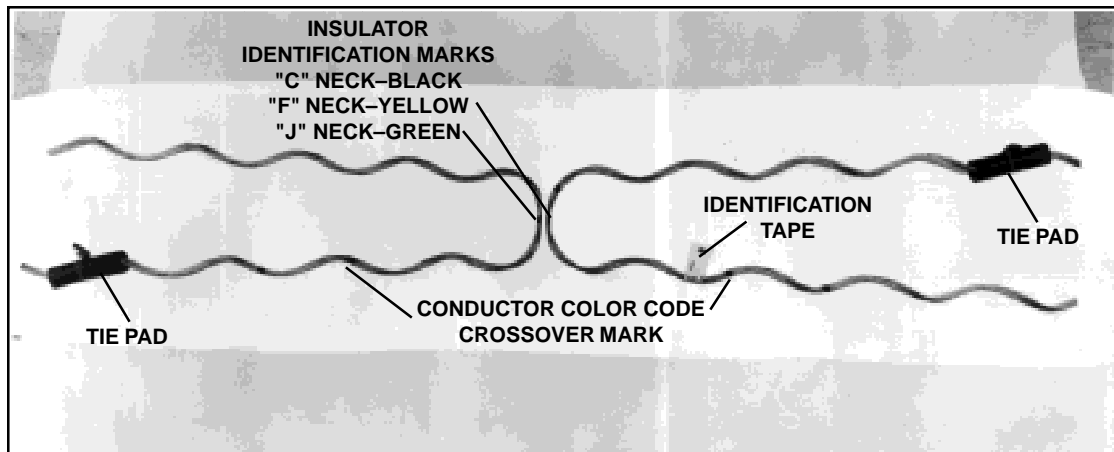 INSULATOR
IDENTIFICATION MARKS
"C" NECK–BLACK
"F" NECK–YELLOW
"J" NECK–GREEN
IDENTIFICATION
TAPE
TIE PAD
CONDUCTOR COLOR CODE
CROSSOVER MARK
TIE PAD